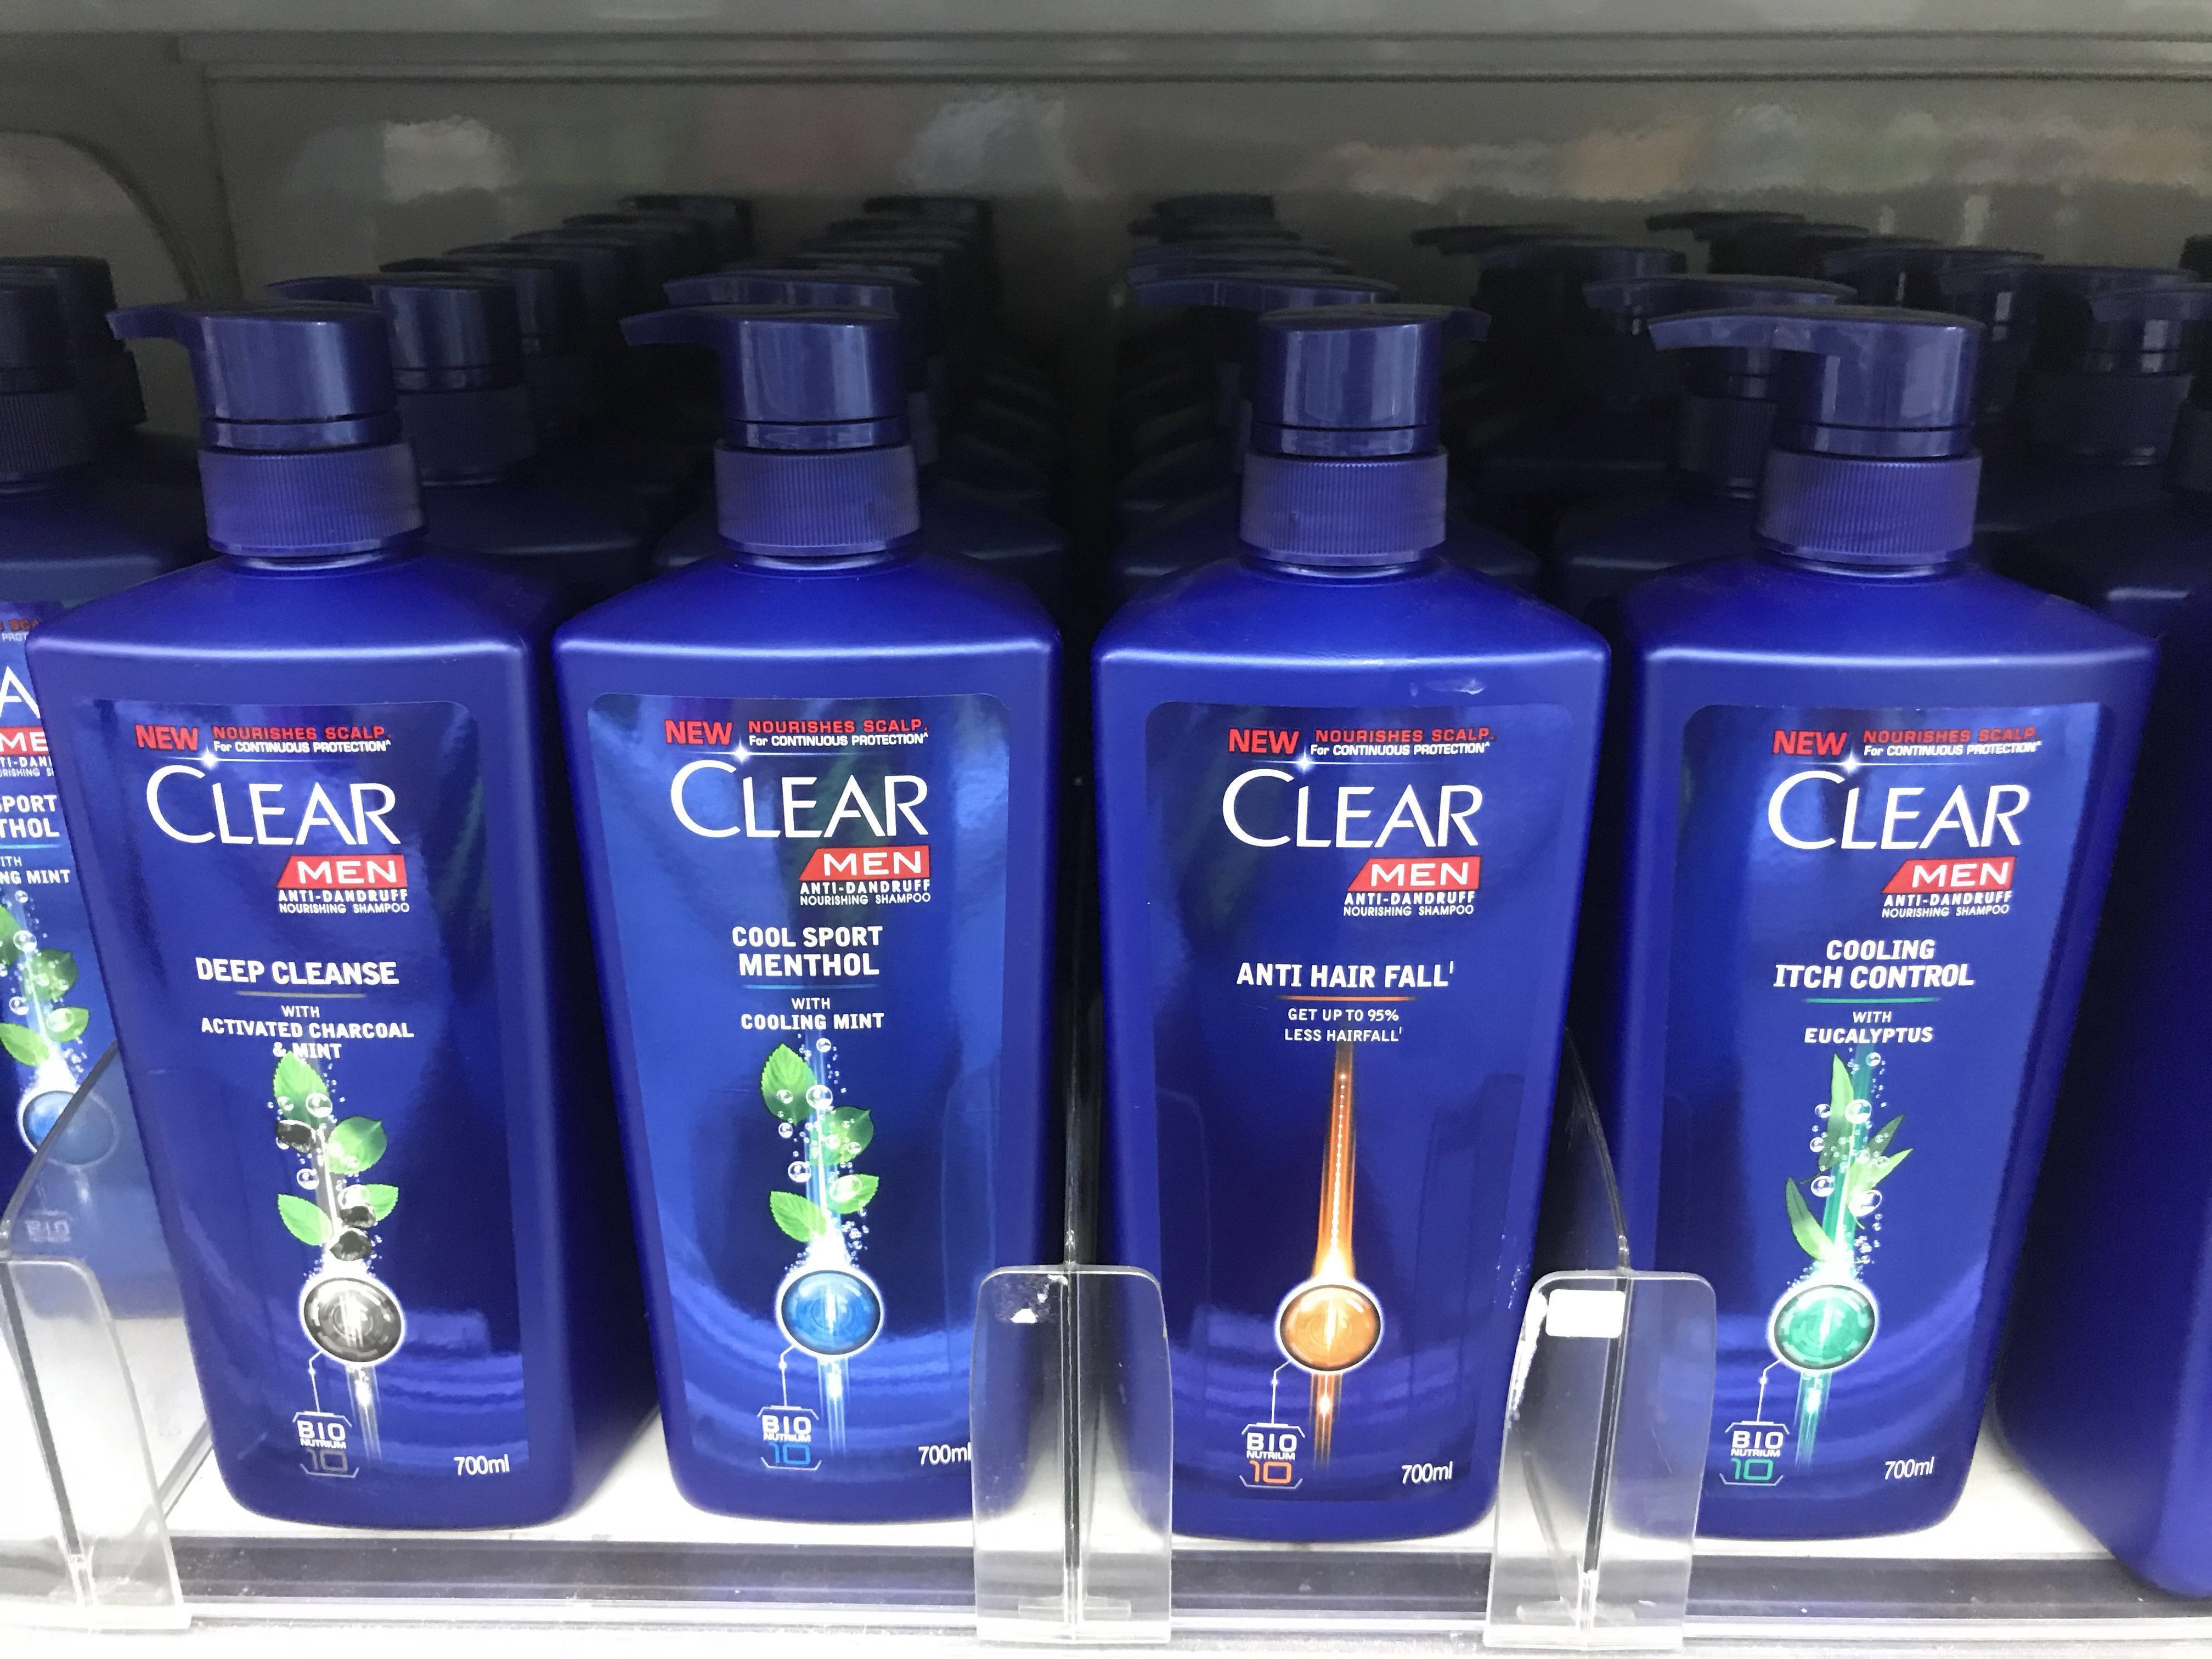 NEW NOURISHES SCALP.
For CONTINUOUS PROTECTION^
CLEAR
MEN
ANTI-DANDRUFF
NOURISHING SHAMPOO
DEEP CLEANSE
WITH
ACTIVATED CHARCOAL
& MINT
BIO
NUTRIUM
10
700ml
NEW NOURISHES SCALP.
For CONTINUOUS PROTECTION^
CLEAR
MEN
ANTI-DANDRUFF
NOURISHING SHAMPOO
COOL SPORT
MENTHOL
WITH
COOLING MINT
BIO
NUTRIUM
10
700ml
NEW NOURISHES SCALP.
For CONTINUOUS PROTECTION^
CLEAR
MEN
ANTI-DANDRUFF
NOURISHING SHAMPOO
ANTI HAIR FALL¹
GET UP TO 95%
LESS HAIRFALL¹
BIO
NUTRIUM
10
700ml
NEW NOURISHES SCALP.
For CONTINUOUS PROTECTION^
CLEAR
MEN
ANTI-DANDRUFF
NOURISHING SHAMPOO
COOLING
ITCH CONTROL
WITH
EUCALYPTUS
BIO
NUTRIUM
10
700ml